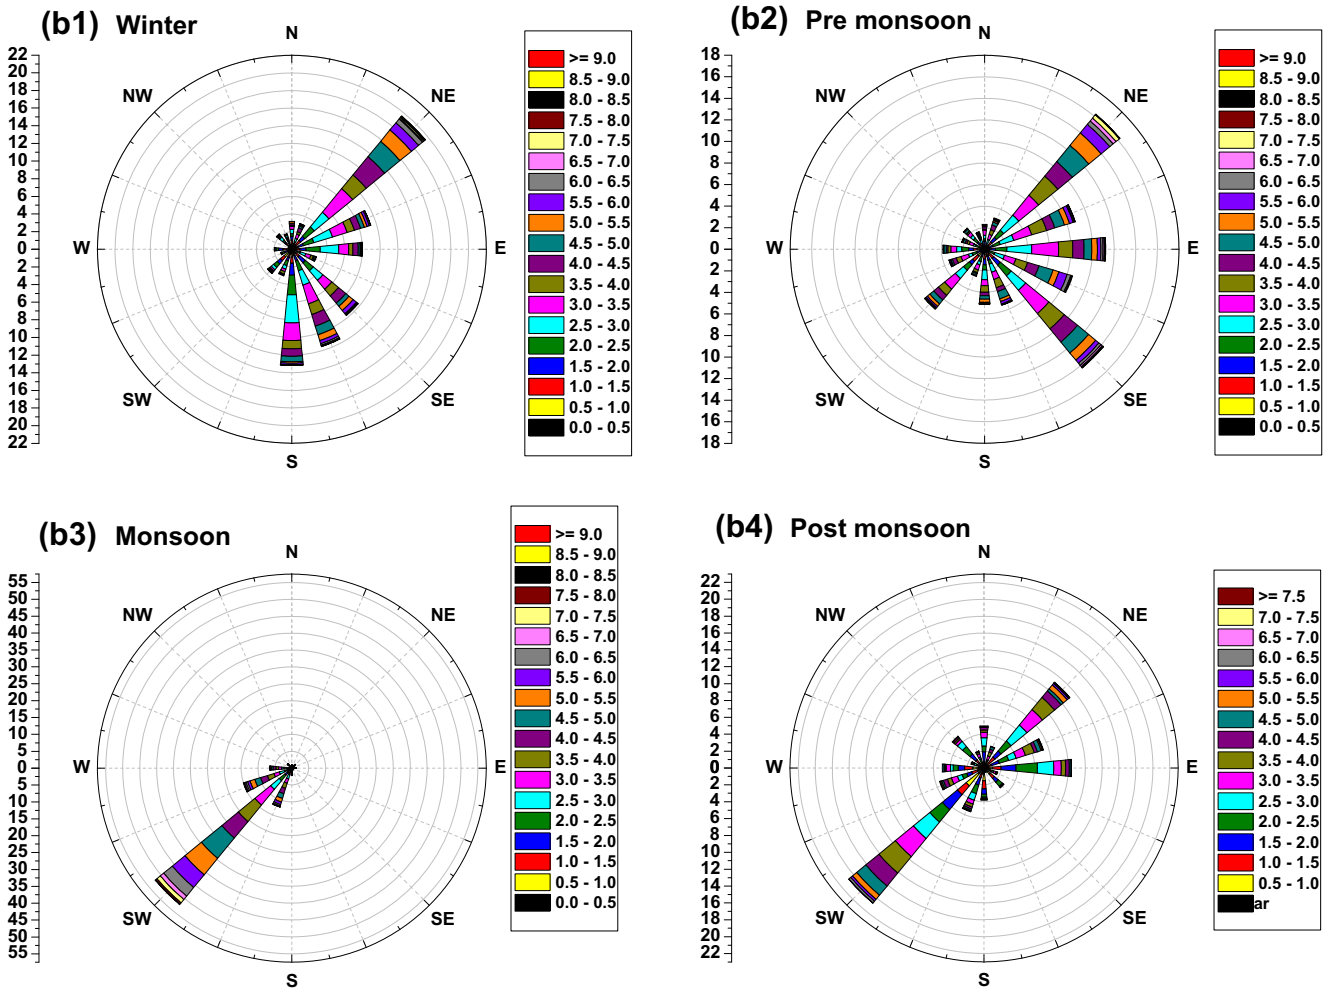 (b1) Winter
N
NW
NE
W
E
SW
SE
S
22
20
18
16
14
12
10
8
6
4
2
0
2
4
6
8
10
12
14
16
18
20
22
>= 9.0
8.5 - 9.0
8.0 - 8.5
7.5 - 8.0
7.0 - 7.5
6.5 - 7.0
6.0 - 6.5
5.5 - 6.0
5.0 - 5.5
4.5 - 5.0
4.0 - 4.5
3.5 - 4.0
3.0 - 3.5
2.5 - 3.0
2.0 - 2.5
1.5 - 2.0
1.0 - 1.5
0.5 - 1.0
0.0 - 0.5
(b2) Pre monsoon
N
NW
NE
W
E
SW
SE
S
18
16
14
12
10
8
6
4
2
0
2
4
6
8
10
12
14
16
18
>= 9.0
8.5 - 9.0
8.0 - 8.5
7.5 - 8.0
7.0 - 7.5
6.5 - 7.0
6.0 - 6.5
5.5 - 6.0
5.0 - 5.5
4.5 - 5.0
4.0 - 4.5
3.5 - 4.0
3.0 - 3.5
2.5 - 3.0
2.0 - 2.5
1.5 - 2.0
1.0 - 1.5
0.5 - 1.0
0.0 - 0.5
(b3) Monsoon
N
NW
NE
W
E
SW
SE
S
55
50
45
40
35
30
25
20
15
10
5
0
5
10
15
20
25
30
35
40
45
50
55
>= 9.0
8.5 - 9.0
8.0 - 8.5
7.5 - 8.0
7.0 - 7.5
6.5 - 7.0
6.0 - 6.5
5.5 - 6.0
5.0 - 5.5
4.5 - 5.0
4.0 - 4.5
3.5 - 4.0
3.0 - 3.5
2.5 - 3.0
2.0 - 2.5
1.5 - 2.0
1.0 - 1.5
0.5 - 1.0
0.0 - 0.5
(b4) Post monsoon
N
NW
NE
W
E
SW
SE
S
22
20
18
16
14
12
10
8
6
4
2
0
2
4
6
8
10
12
14
16
18
20
22
>= 7.5
7.0 - 7.5
6.5 - 7.0
6.0 - 6.5
5.5 - 6.0
5.0 - 5.5
4.5 - 5.0
4.0 - 4.5
3.5 - 4.0
3.0 - 3.5
2.5 - 3.0
2.0 - 2.5
1.5 - 2.0
1.0 - 1.5
0.5 - 1.0
ar